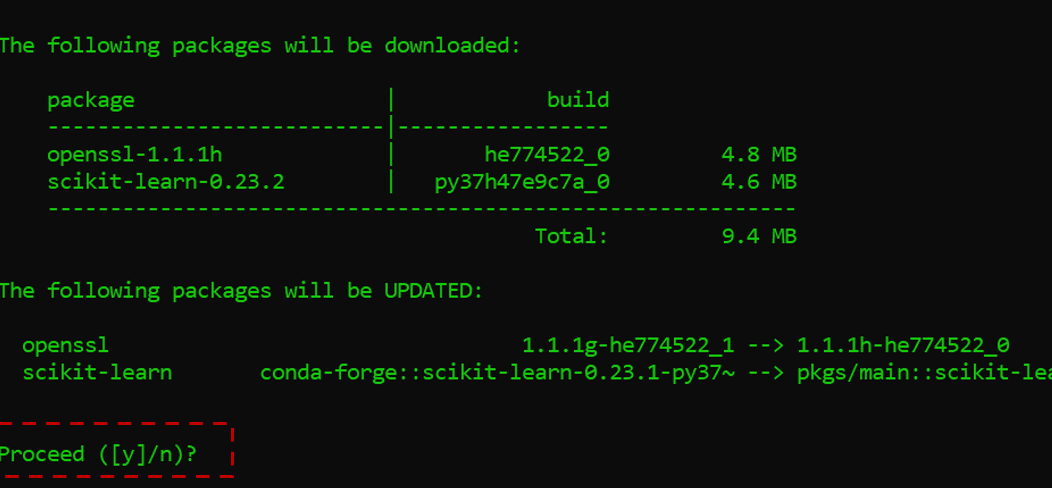 The following packages will be downloaded:
package | build
---------------------------|-----------------
openssl-1.1.1h | he774522_0 4.8 MB
scikit-learn-0.23.2 | py37h47e9c7a_0 4.6 MB
------------------------------------------------------------
Total: 9.4 MB
The following packages will be UPDATED:
openssl 1.1.1g-he774522_1 --> 1.1.1h-he774522_0
scikit-learn conda-forge::scikit-learn-0.23.1-py37~ --> pkgs/main::scikit-lea
Proceed ([y]/n)?